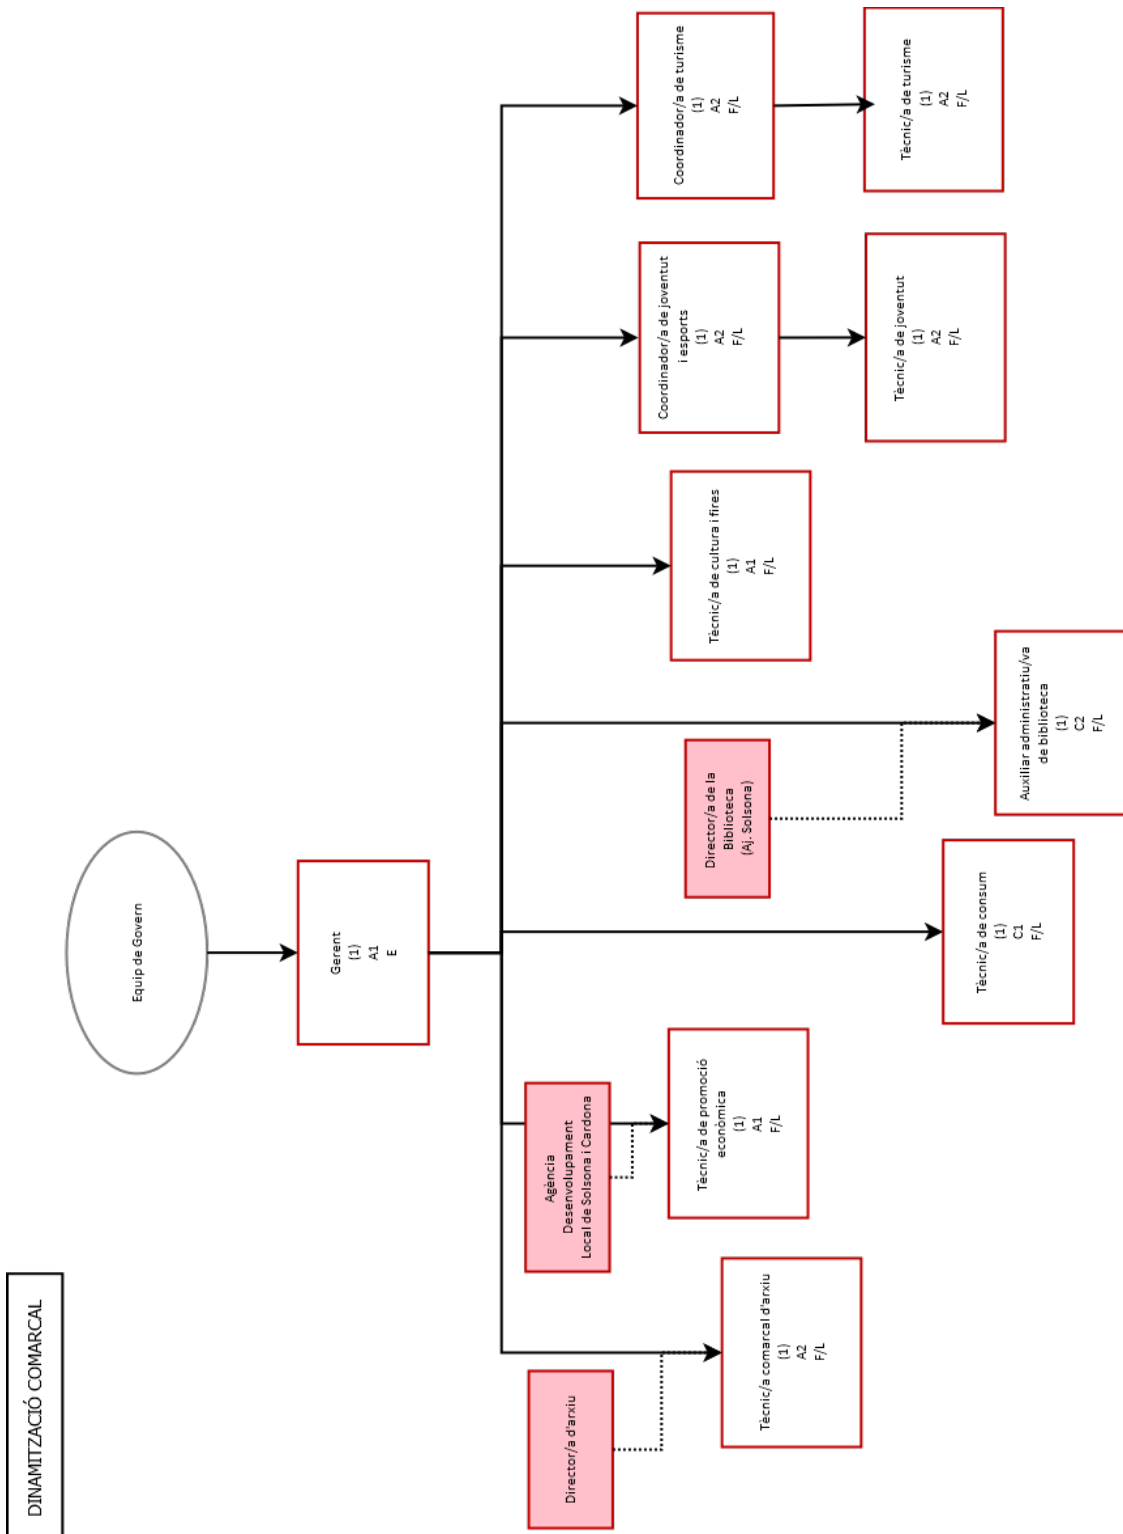 DINAMITZACIÓ COMARCAL
Equip de Govern
Gerent
(1)
A1
E
Director/a d'arxiu
Agència
Desenvolupament
Local de Solsona i Cardona
Director/a de la
Biblioteca
(Aj. Solsona)
Tècnic/a comarcal d'arxiu
(1)
A2
F/L
Tècnic/a de promoció
econòmica
(1)
A1
F/L
Tècnic/a de consum
(1)
C1
F/L
Auxiliar administratiu/va
de biblioteca
(1)
C2
F/L
Tècnic/a de cultura i fires
(1)
A1
F/L
Coordinador/a de joventut
i esports
(1)
A2
F/L
Coordinador/a de turisme
(1)
A2
F/L
Tècnic/a de joventut
(1)
A2
F/L
Tècnic/a de turisme
(1)
A2
F/L